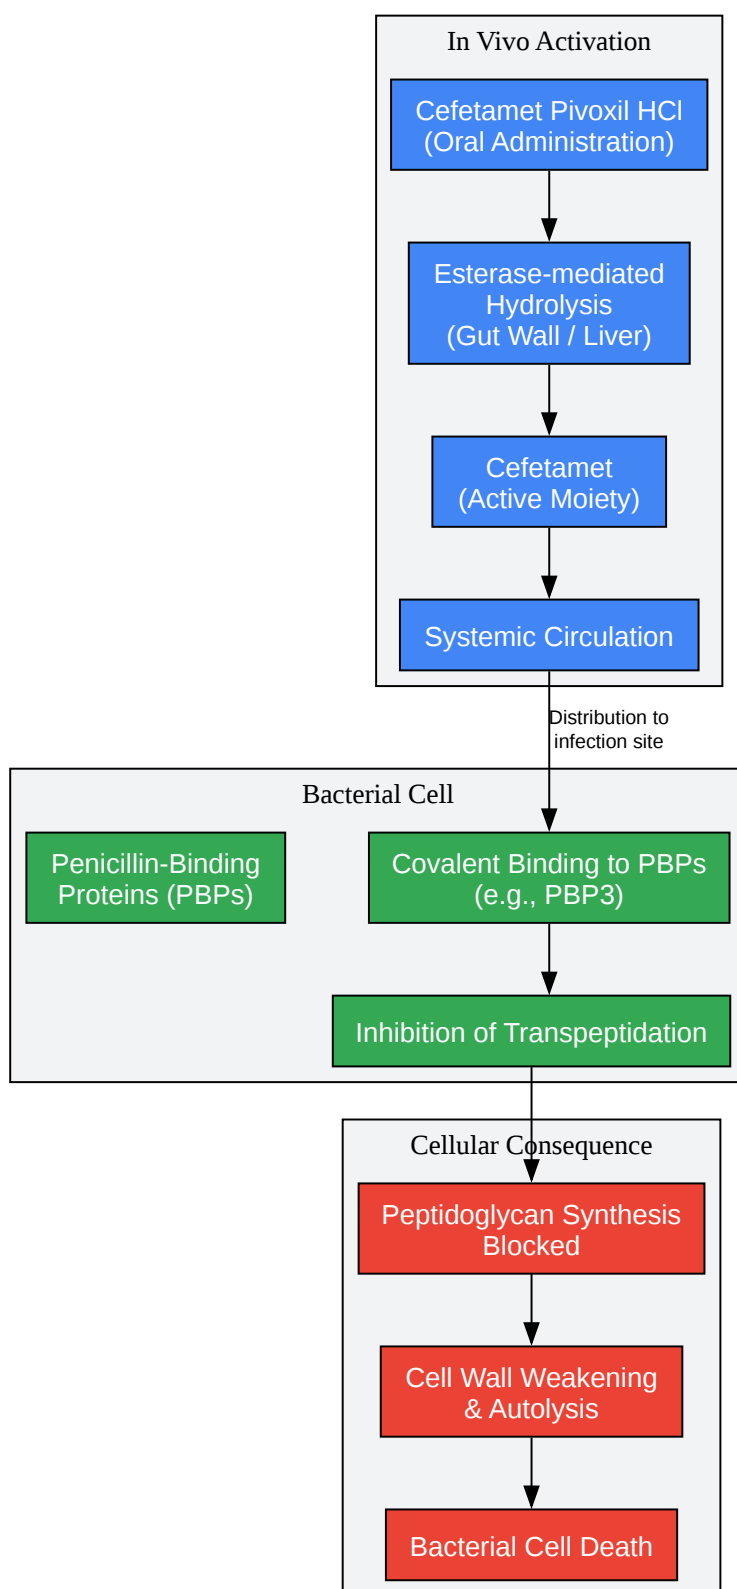 In Vivo Activation
Cefetamet Pivoxil HCl
(Oral Administration)
Esterase-mediated
Hydrolysis
(Gut Wall / Liver)
Cefetamet
(Active Moiety)
Systemic Circulation
Distribution to
infection site
Bacterial Cell
Penicillin-Binding
Proteins (PBPs)
Covalent Binding to PBPs
(e.g., PBP3)
Inhibition of Transpeptidation
Cellular Consequence
Peptidoglycan Synthesis
Blocked
Cell Wall Weakening
& Autolysis
Bacterial Cell Death